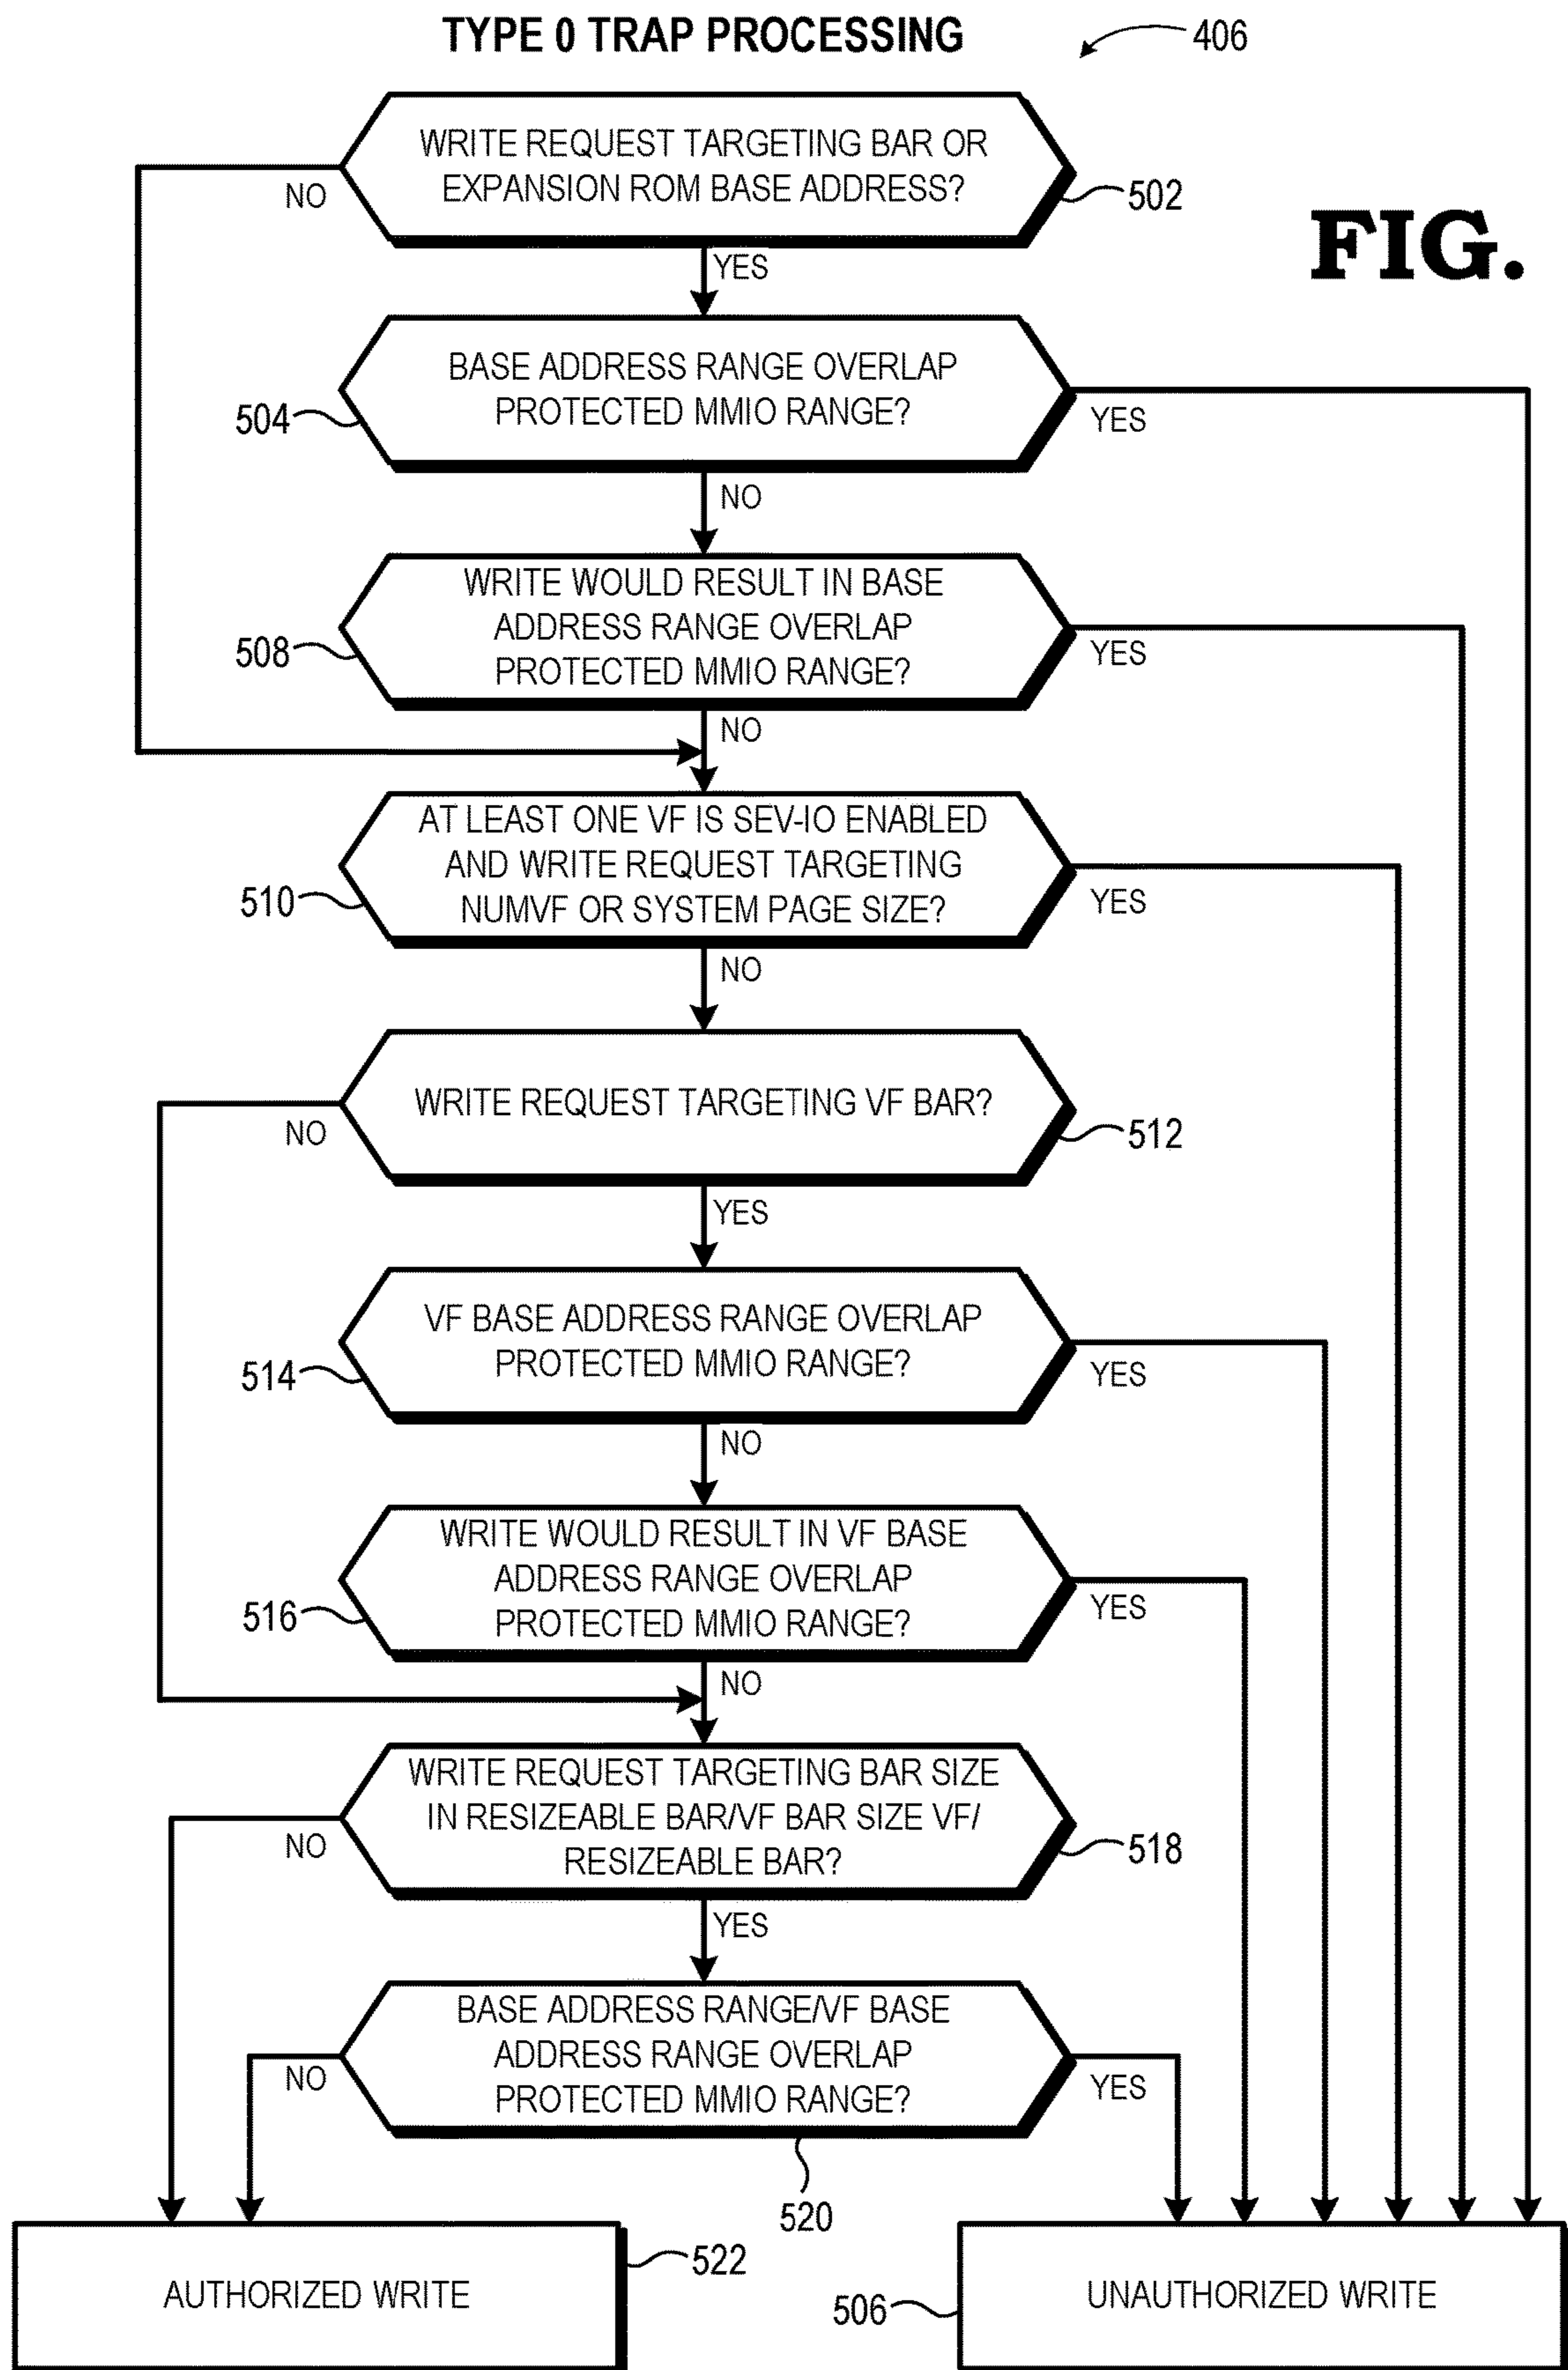 TYPE 0 TRAP PROCESSING
406
WRITE REQUEST TARGETING BAR OR
EXPANSION ROM BASE ADDRESS?
NO
502
FIG.
YES
BASE ADDRESS RANGE OVERLAP
PROTECTED MMIO RANGE?
504
YES
NO
WRITE WOULD RESULT IN BASE
ADDRESS RANGE OVERLAP
PROTECTED MMIO RANGE?
508
YES
NO
AT LEAST ONE VF IS SEV-IO ENABLED
AND WRITE REQUEST TARGETING
NUMVF OR SYSTEM PAGE SIZE?
510
YES
NO
WRITE REQUEST TARGETING VF BAR?
NO
512
YES
VF BASE ADDRESS RANGE OVERLAP
PROTECTED MMIO RANGE?
514
YES
NO
WRITE WOULD RESULT IN VF BASE
ADDRESS RANGE OVERLAP
PROTECTED MMIO RANGE?
516
YES
NO
WRITE REQUEST TARGETING BAR SIZE
IN RESIZEABLE BAR/VF BAR SIZE VF/
RESIZEABLE BAR?
NO
518
YES
BASE ADDRESS RANGE/VF BASE
ADDRESS RANGE OVERLAP
PROTECTED MMIO RANGE?
NO
YES
520
AUTHORIZED WRITE
522
506
UNAUTHORIZED WRITE